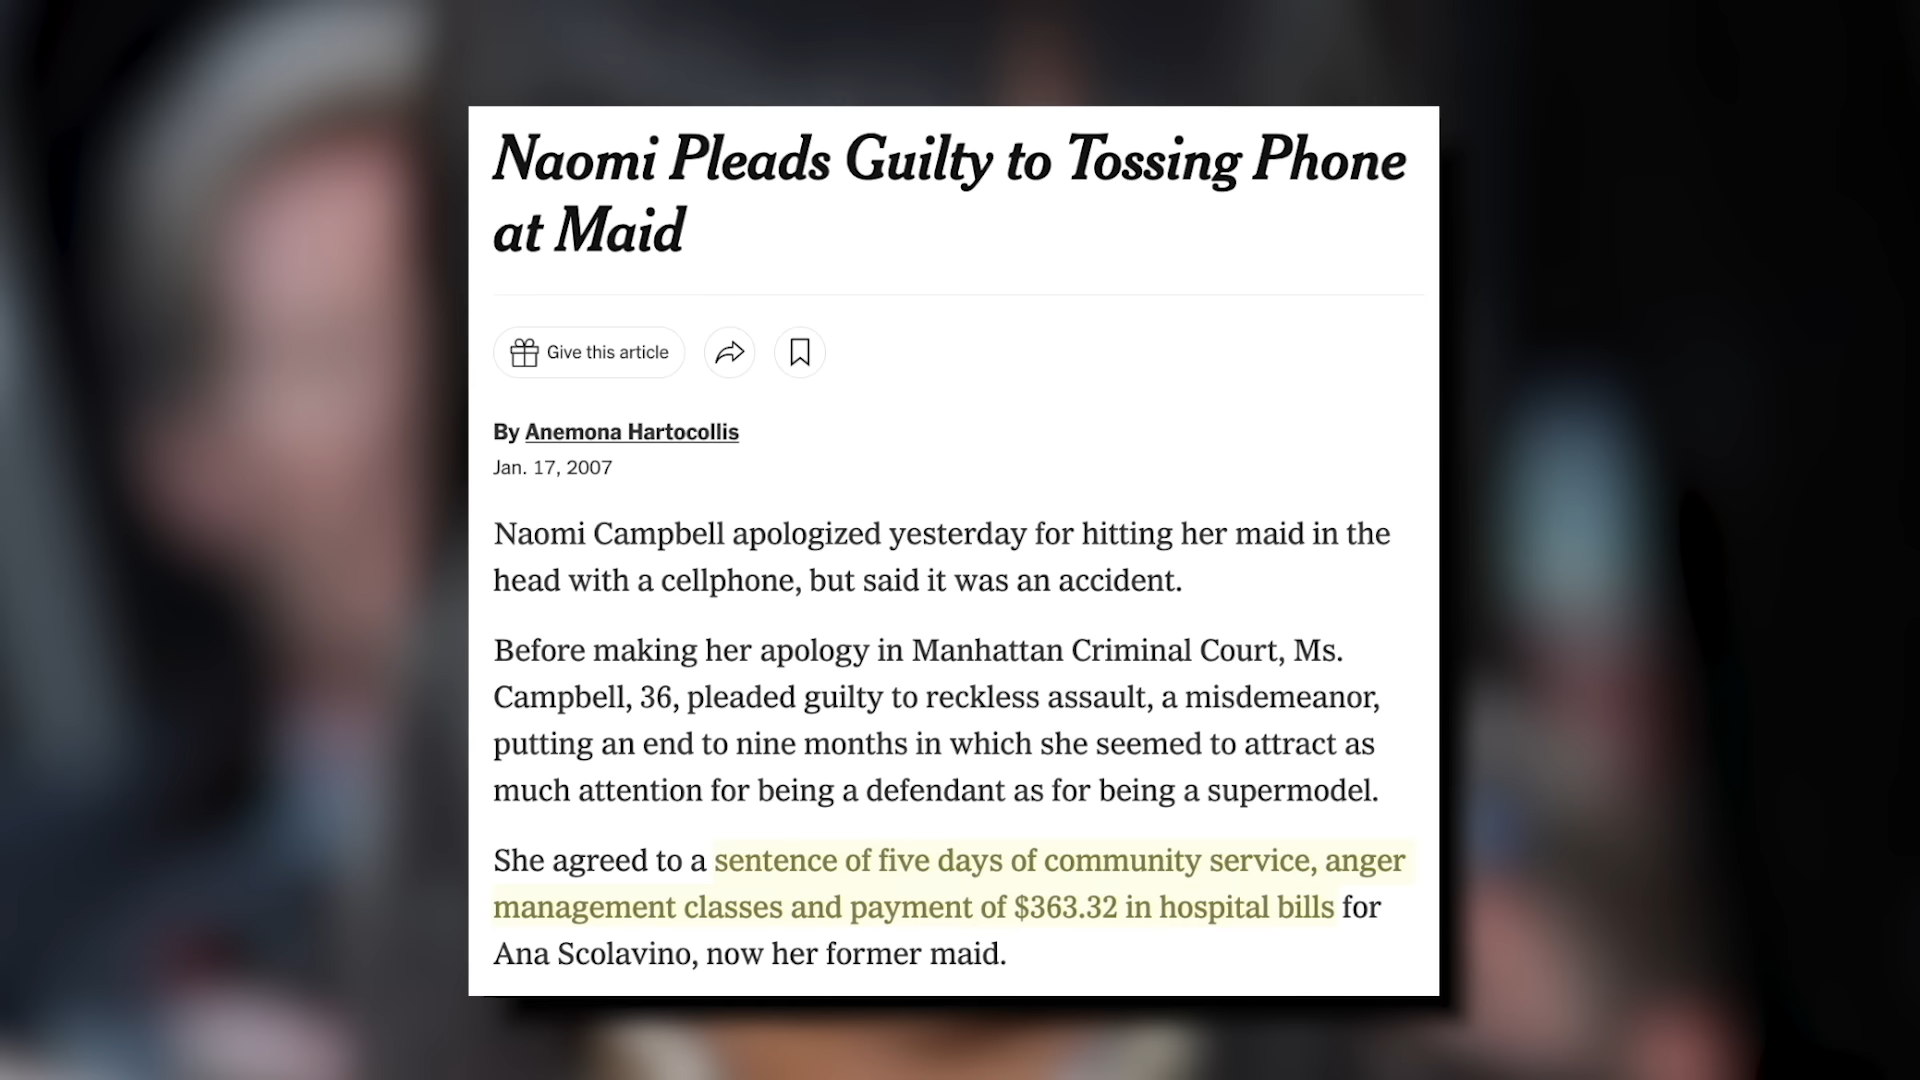 Naomi Pleads Guilty to Tossing Phone
at Maid
Give this article
By Anemona Hartocollis
Jan. 17, 2007
Naomi Campbell apologized yesterday for hitting her maid in the
head with a cellphone, but said it was an accident.
Before making her apology in Manhattan Criminal Court, Ms.
Campbell, 36, pleaded guilty to reckless assault, a misdemeanor,
putting an end to nine months in which she seemed to attract as
much attention for being a defendant as for being a supermodel.
She agreed to a sentence of five days of community service, anger
management classes and payment of $363.32 in hospital bills for
Ana Scolavino, now her former maid.